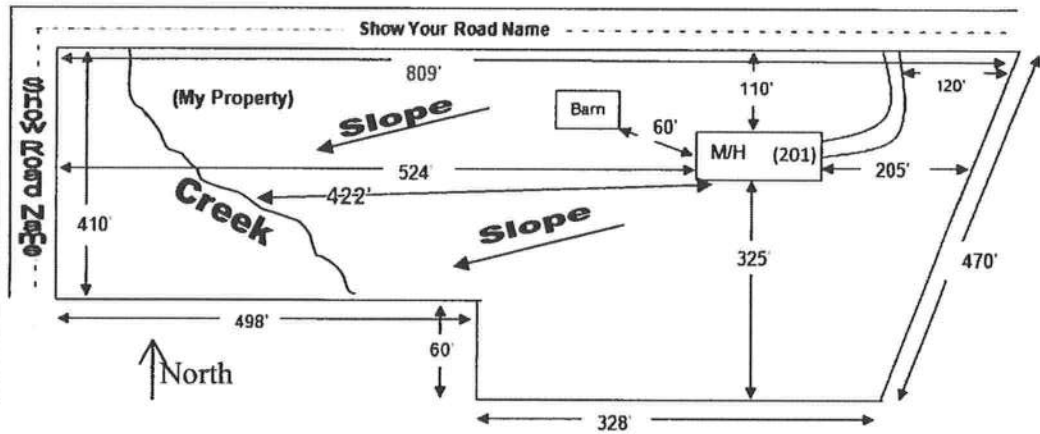 Show Your Road Name
Show Road Name
809'
(My Property)
Slope
110'
120'
Barn
60'
M/H (201)
524'
205'
422'
Creek
410'
Slope
325'
470'
498'
60'
North
328'